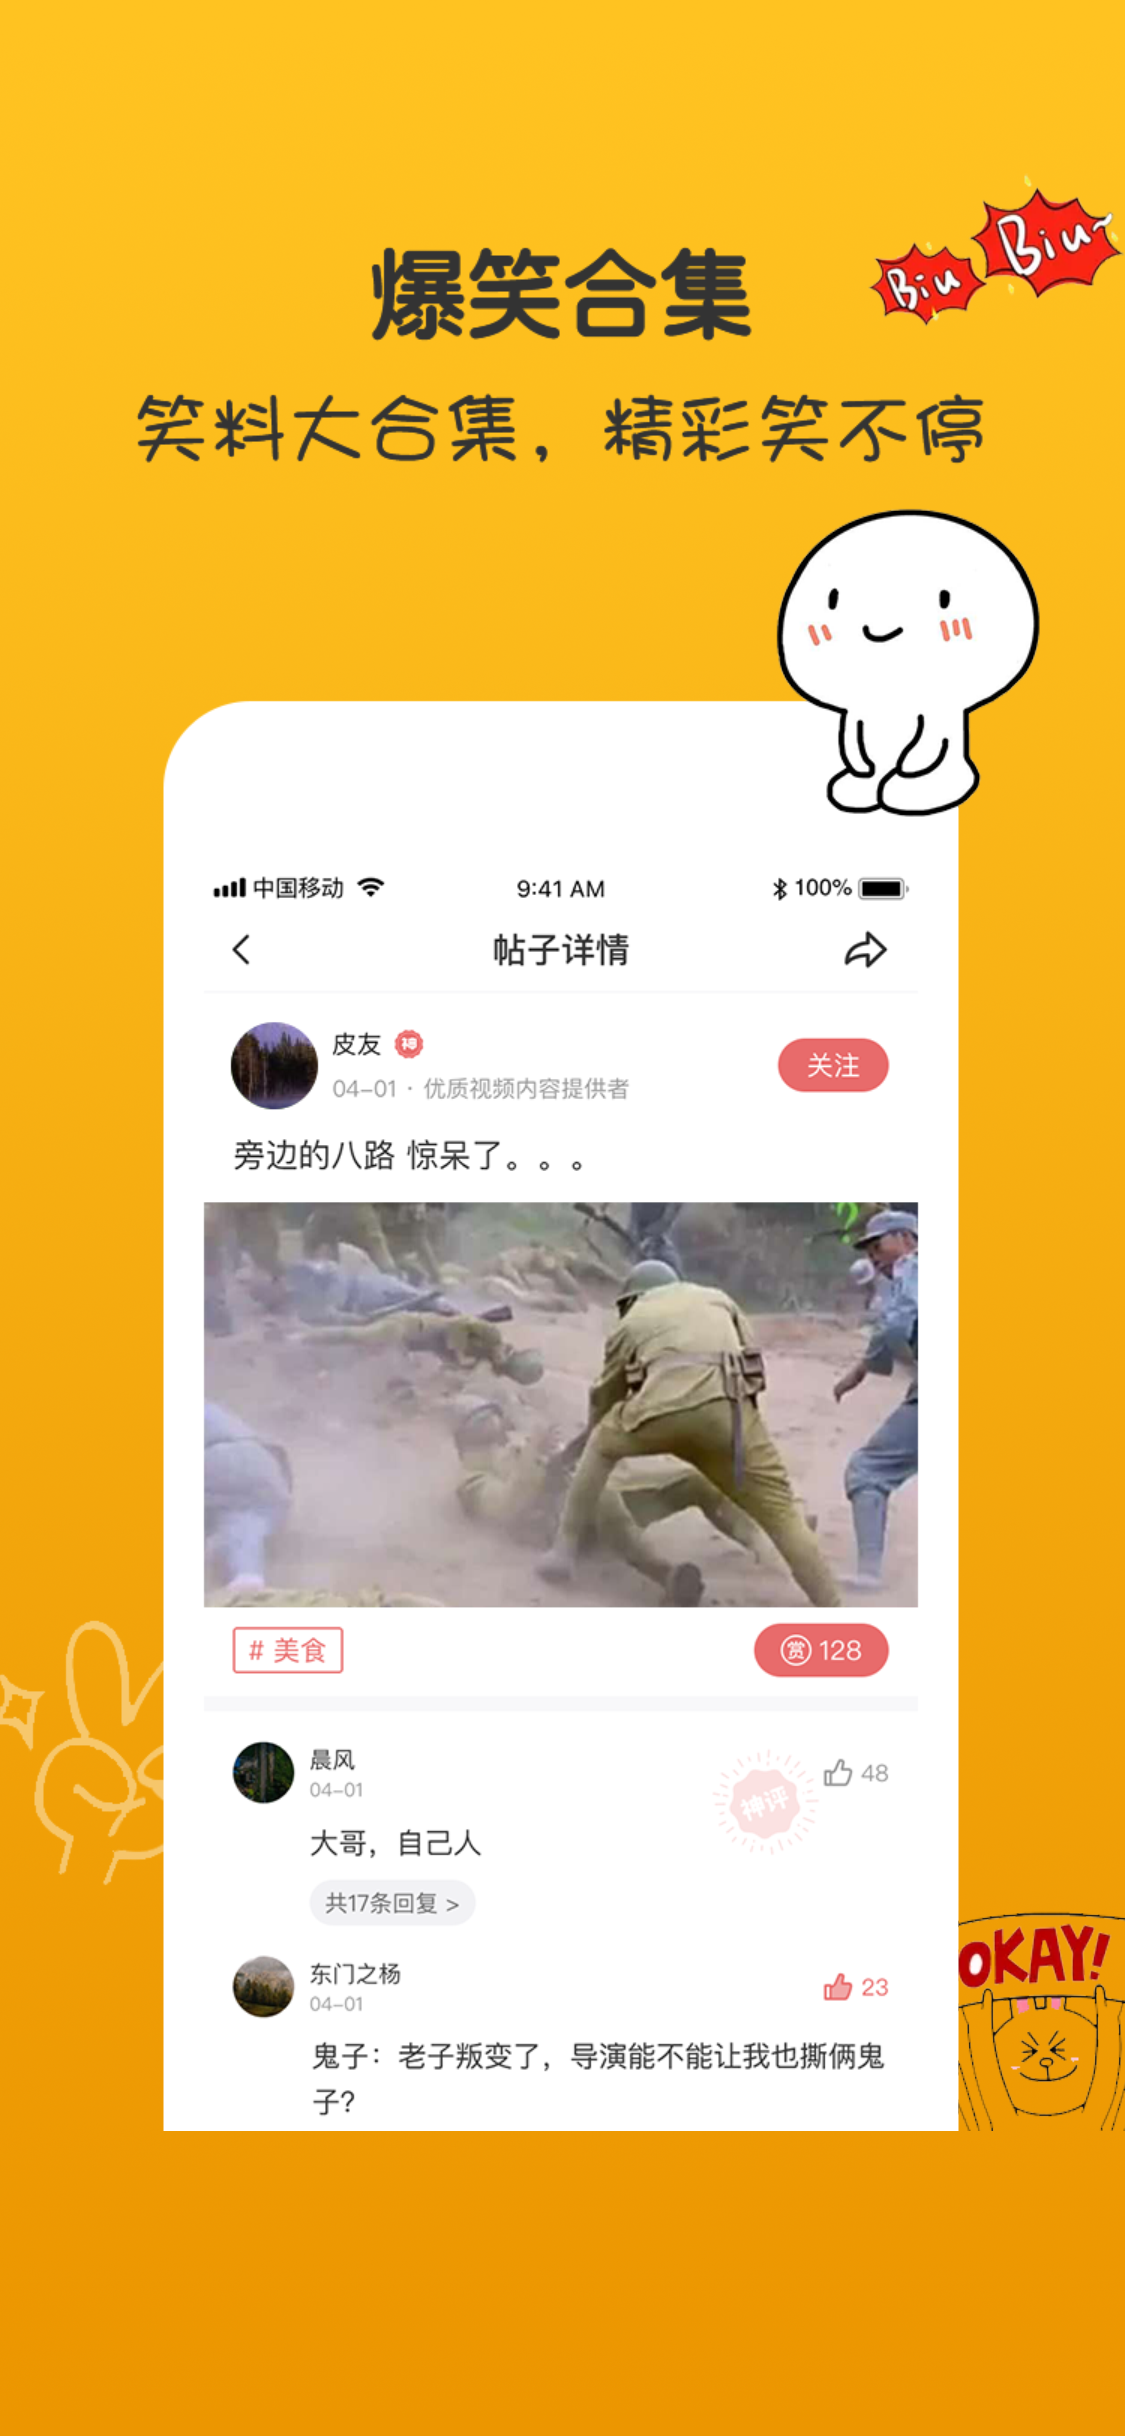 爆笑合集
Biu
Biu~
笑料大合集，精彩笑不停
中国移动
9:41 AM
100%
帖子详情
皮友
神
04-01 · 优质视频内容提供者
关注
旁边的八路 惊呆了。。。
?
# 美食
赏 128
晨风
04-01
神评
48
大哥，自己人
共17条回复 >
东门之杨
04-01
23
鬼子：老子叛变了，导演能不能让我也撕俩鬼
子？
OKAY!